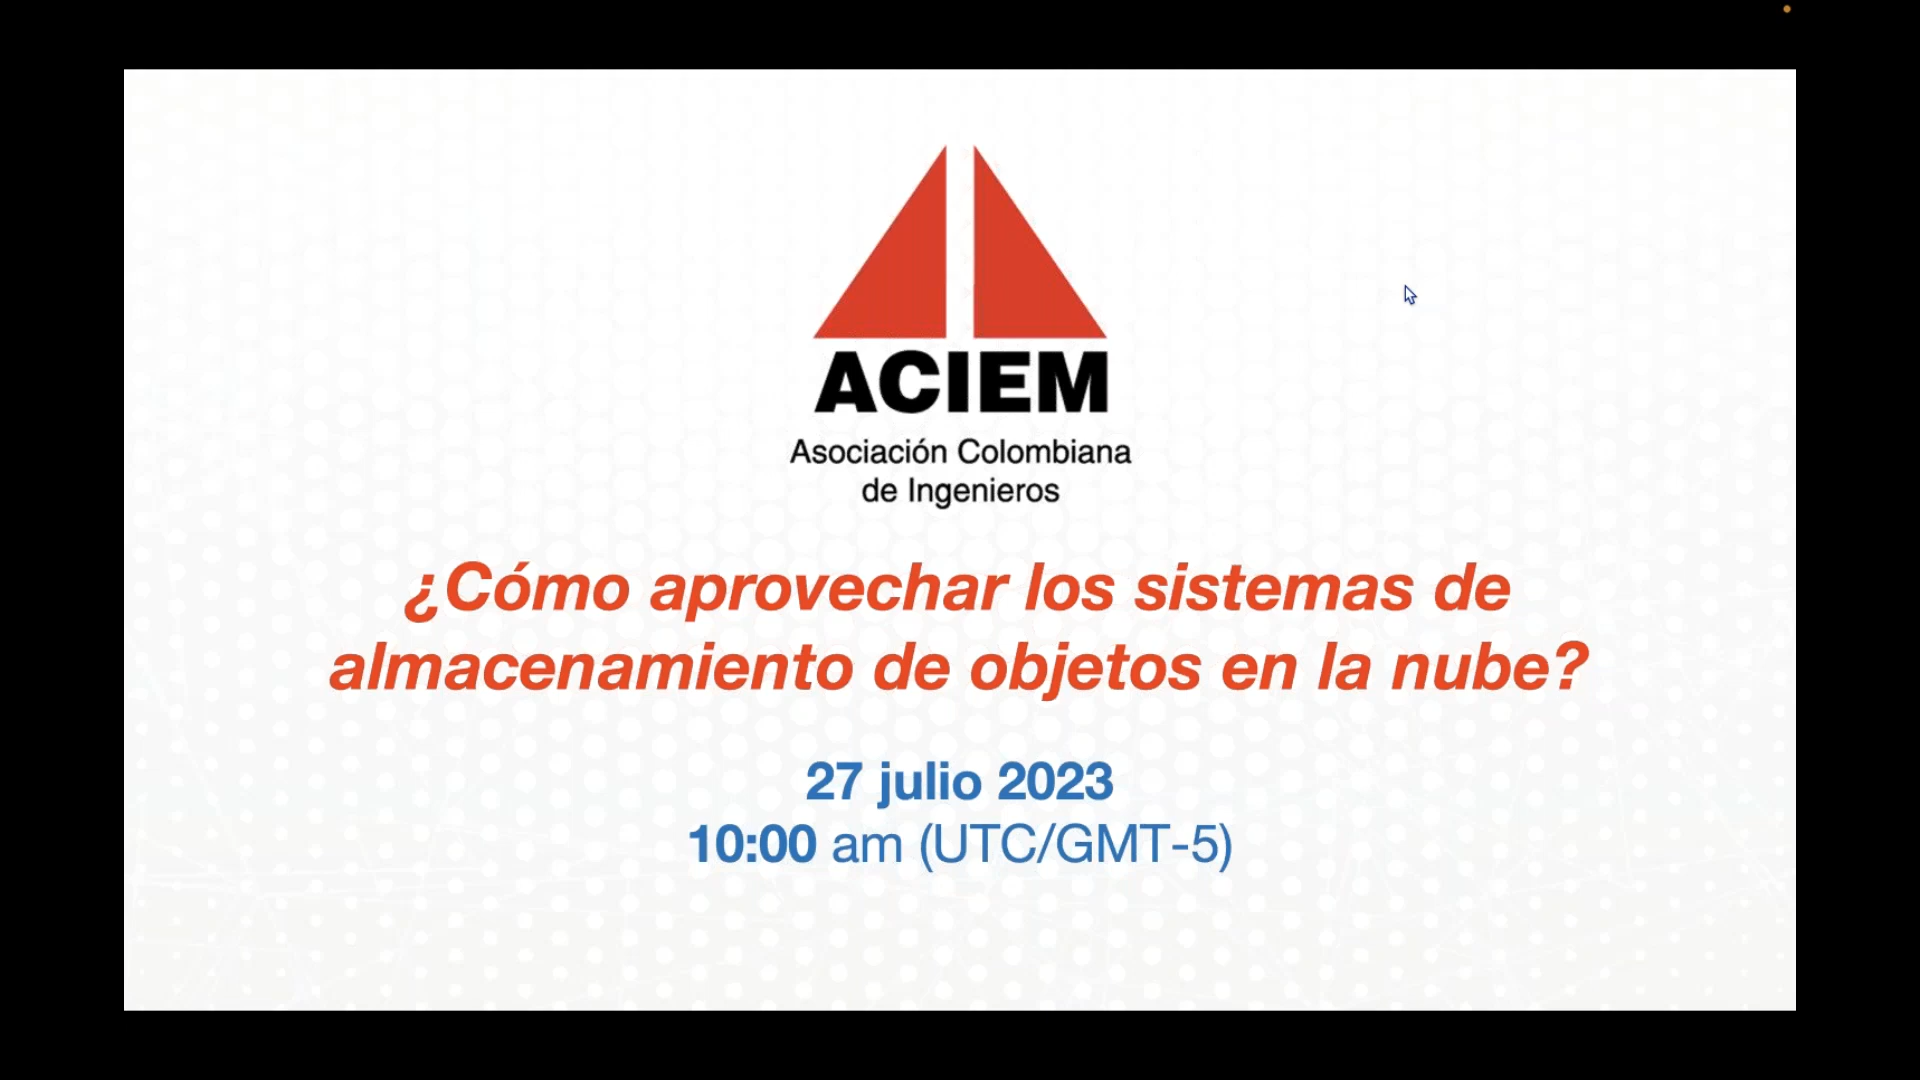 ACIEM
Asociación Colombiana
de Ingenieros
¿Cómo aprovechar los sistemas de
almacenamiento de objetos en la nube?
27 julio 2023
10:00 am (UTC/GMT-5)